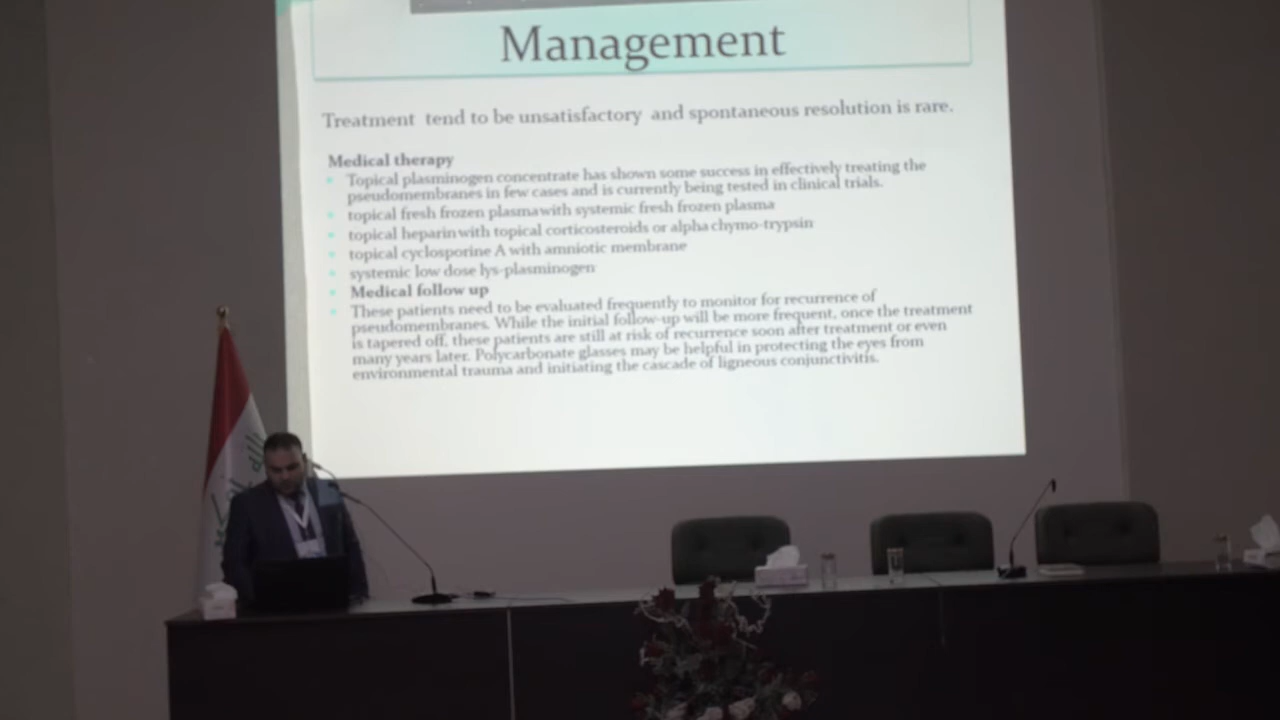 Management
Treatment tend to be unsatisfactory and spontaneous resolution is rare.
Medical therapy
Topical plasminogen concentrate has shown some success in effectively treating the
pseudomembranes in few cases and is currently being tested in clinical trials.
topical fresh frozen plasma with systemic fresh frozen plasma
topical heparin with topical corticosteroids or alpha chymo-trypsin
topical cyclosporine A with amniotic membrane
systemic low dose lys-plasminogen
Medical follow up
These patients need to be evaluated frequently to monitor for recurrence of
pseudomembranes. While the initial follow-up will be more frequent, once the treatment
is tapered off, these patients are still at risk of recurrence soon after treatment or even
many years later. Polycarbonate glasses may be helpful in protecting the eyes from
environmental trauma and initiating the cascade of ligneous conjunctivitis.